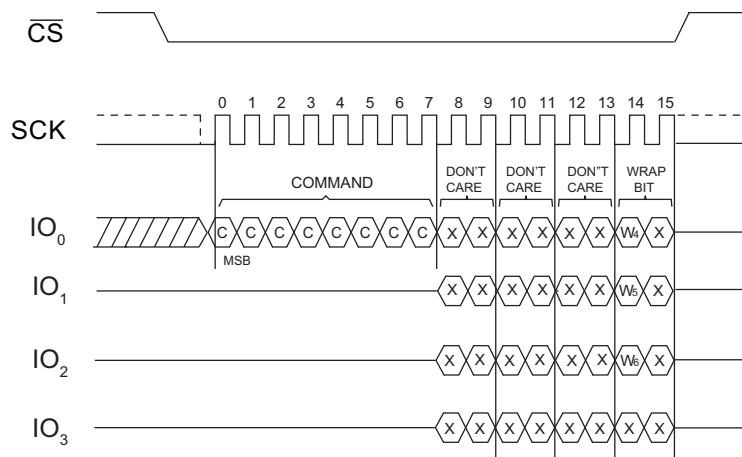 CS
0 1 2 3 4 5 6 7 8 9 10 11 12 13 14 15
SCK
COMMAND
DON'T CARE
DON'T CARE
DON"T CARE
WRAP BIT
IO0 C C C C C C C C X X X X X X W4 X
MSB
IO1 X X X X X X W5 X
IO2 X X X X X X W6 X
IO3 X X X X X X X X